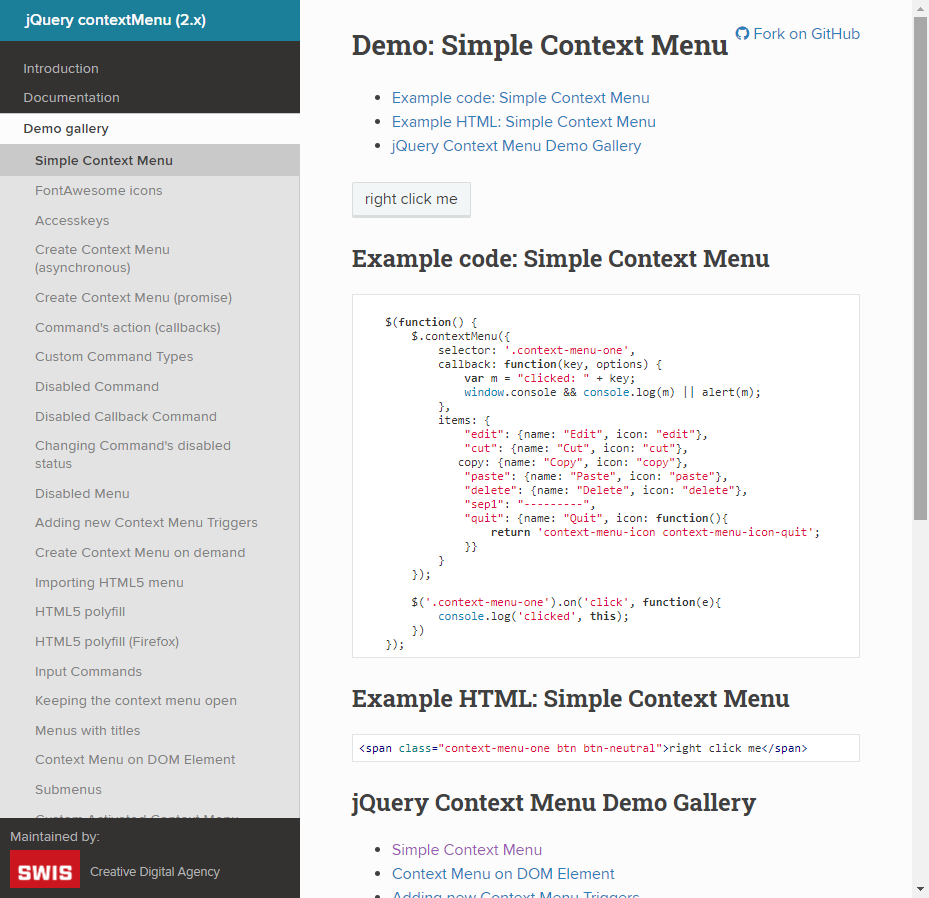 jQuery contextMenu (2.x)
Introduction
Documentation
Demo gallery
Simple Context Menu
FontAwesome icons
Accesskeys
Create Context Menu
(asynchronous)
Create Context Menu (promise)
Command's action (callbacks)
Custom Command Types
Disabled Command
Disabled Callback Command
Changing Command's disabled
status
Disabled Menu
Adding new Context Menu Triggers
Create Context Menu on demand
Importing HTML5 menu
HTML5 polyfill
HTML5 polyfill (Firefox)
Input Commands
Keeping the context menu open
Menus with titles
Context Menu on DOM Element
Submenus
Custom Activated Context Menu
Maintained by:
SWIS
Creative Digital Agency
Demo: Simple Context Menu
Fork on GitHub
Example code: Simple Context Menu
Example HTML: Simple Context Menu
jQuery Context Menu Demo Gallery
right click me
Example code: Simple Context Menu
$(function() {
$.contextMenu({
selector: '.context-menu-one',
callback: function(key, options) {
var m = "clicked: " + key;
window.console && console.log(m) || alert(m);
},
items: {
"edit": {name: "Edit", icon: "edit"},
"cut": {name: "Cut", icon: "cut"},
copy: {name: "Copy", icon: "copy"},
"paste": {name: "Paste", icon: "paste"},
"delete": {name: "Delete", icon: "delete"},
"sep1": "---------",
"quit": {name: "Quit", icon: function(){
return 'context-menu-icon context-menu-icon-quit';
}}
}
});
$('.context-menu-one').on('click', function(e){
console.log('clicked', this);
})
});
Example HTML: Simple Context Menu
<span class="context-menu-one btn btn-neutral">right click me</span>
jQuery Context Menu Demo Gallery
Simple Context Menu
Context Menu on DOM Element
Adding new Context Menu Triggers